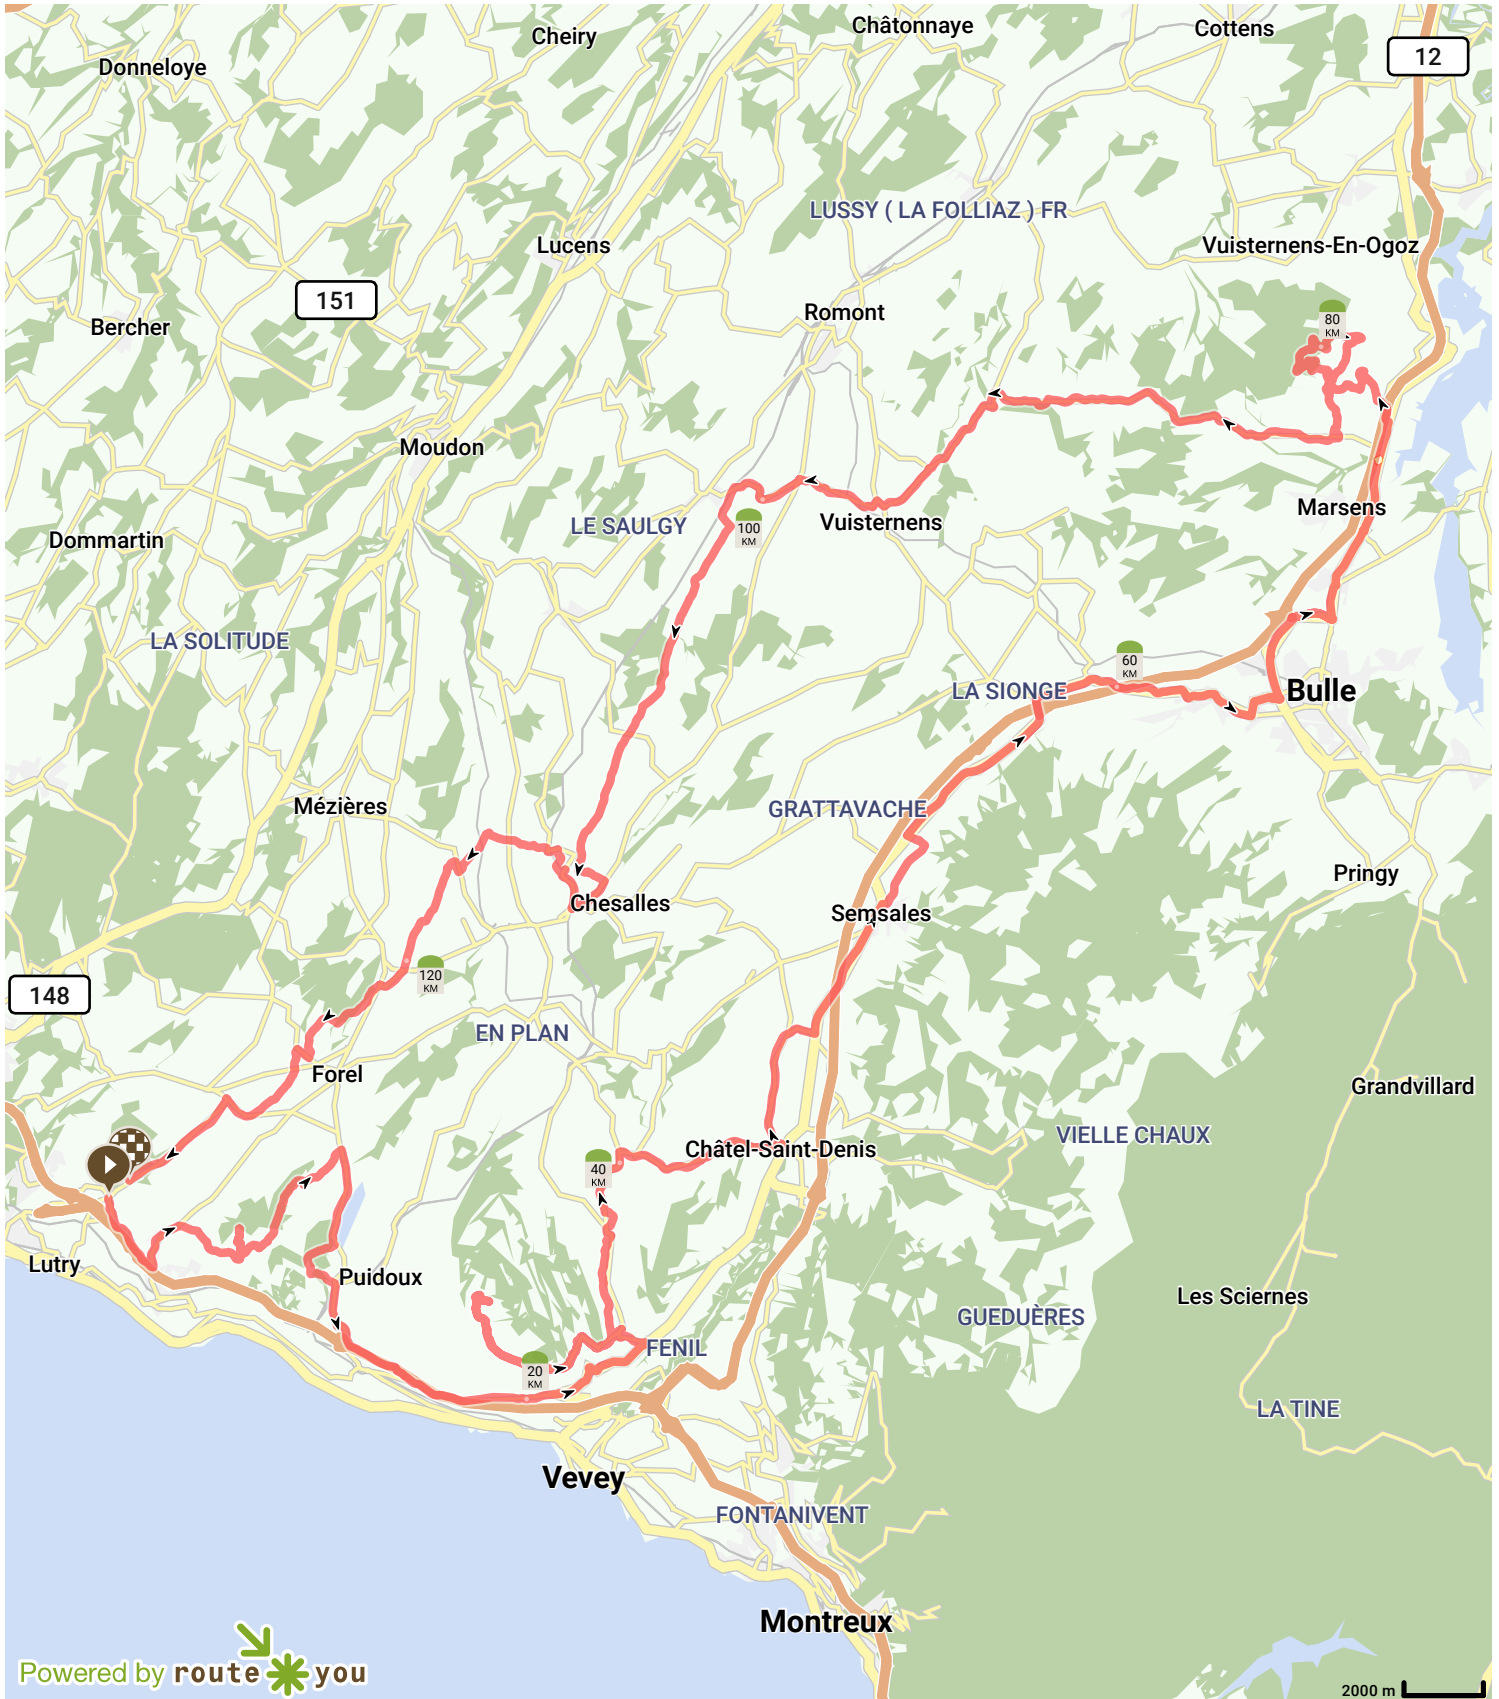 Châtonnaye
Cottens
Cheiry
12
Donneloye
LUSSY ( LA FOLLIAZ ) FR
Lucens
Vuisternens-En-Ogoz
151
Romont
Bercher
80
KM
Moudon
Marsens
Vuisternens
LE SAULGY
100
KM
Dommartin
LA SOLITUDE
60
KM
LA SIONGE
Bulle
Mézières
GRATTAVACHE
Pringy
Chesalles
Semsales
120
KM
148
EN PLAN
Forel
Grandvillard
VIELLE CHAUX
Châtel-Saint-Denis
40
KM
Lutry
Puidoux
Les Sciernes
GUEDUÈRES
FENIL
20
KM
LA TINE
Vevey
FONTANIVENT
Montreux
Powered by route you
2000 m